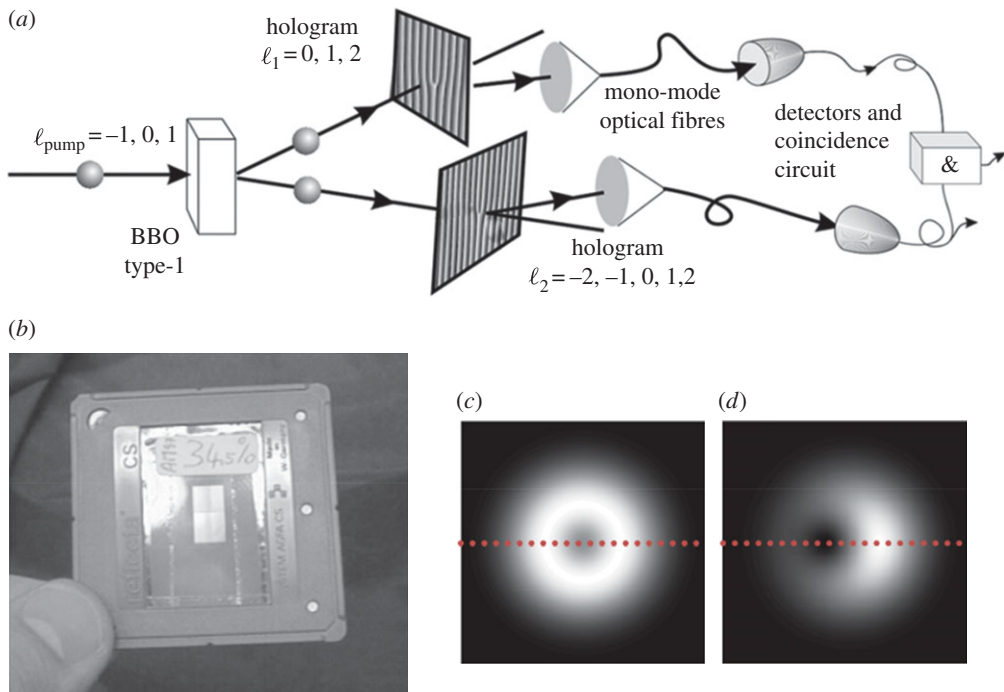 (a)
hologram
ℓ1 = 0, 1, 2
ℓpump = –1, 0, 1
BBO
type-1
mono-mode
optical fibres
detectors and
coincidence
circuit
&
hologram
ℓ2 = –2, –1, 0, 1,2
(b)
34,5%
CS
(c)
(d)